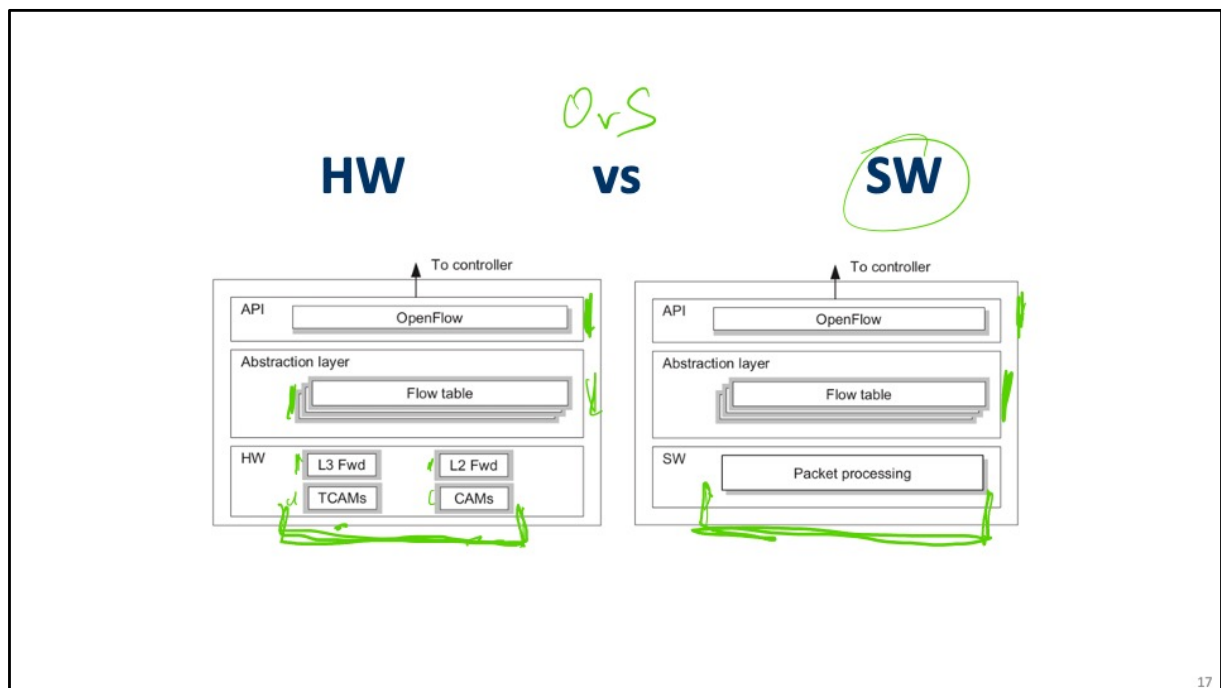 OvS
HW vs SW
To controller
API
OpenFlow
Abstraction layer
Flow table
HW
L3 Fwd
L2 Fwd
TCAMs
CAMs
To controller
API
OpenFlow
Abstraction layer
Flow table
SW
Packet processing
17